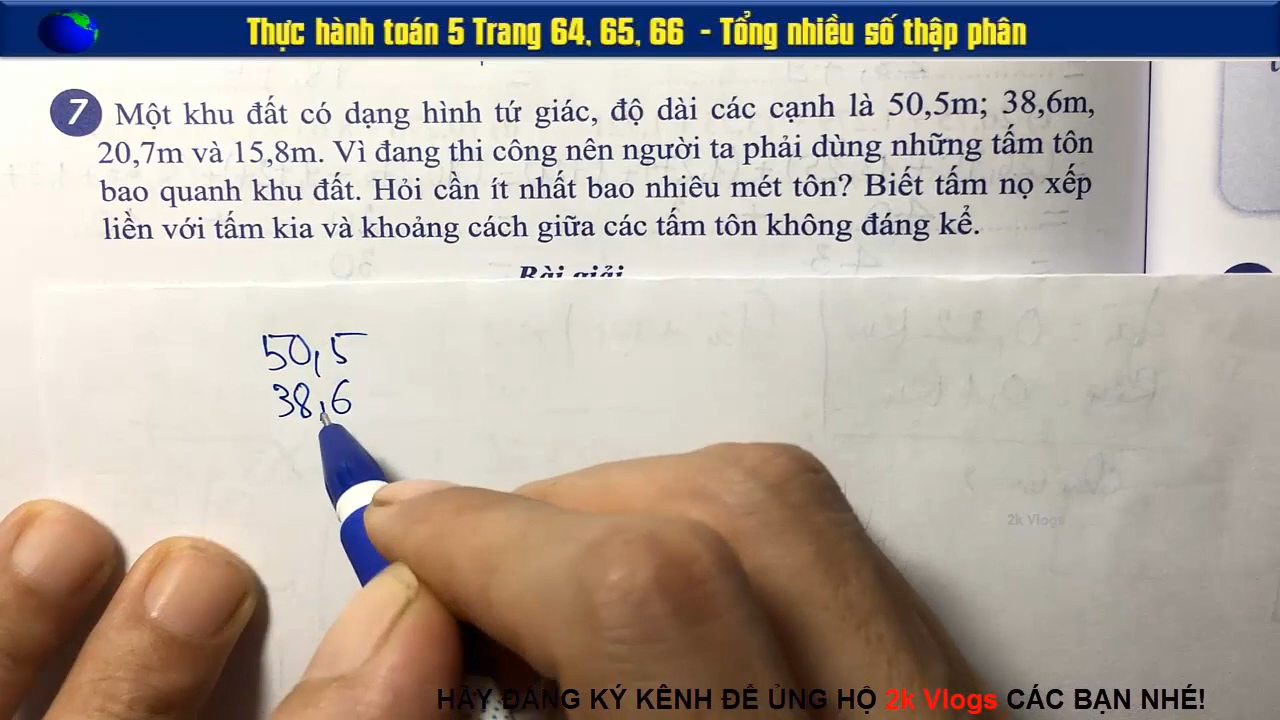 Thực hành toán 5 Trang 64, 65, 66 - Tổng nhiều số thập phân
7 Một khu đất có dạng hình tứ giác, độ dài các cạnh là 50,5m; 38,6m,
20,7m và 15,8m. Vì đang thi công nên người ta phải dùng những tấm tôn
bao quanh khu đất. Hỏi cần ít nhất bao nhiêu mét tôn? Biết tấm nọ xếp
liền với tấm kia và khoảng cách giữa các tấm tôn không đáng kể.
Bài giải
50,5
38,6
2k Vlogs
HÃY ĐĂNG KÝ KÊNH ĐỂ ỦNG HỘ 2k Vlogs CÁC BẠN NHÉ!